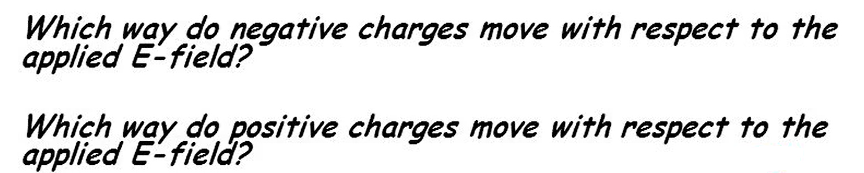 Which way do negative charges move with respect to the
applied E-field?
Which way do positive charges move with respect to the
applied E-field?